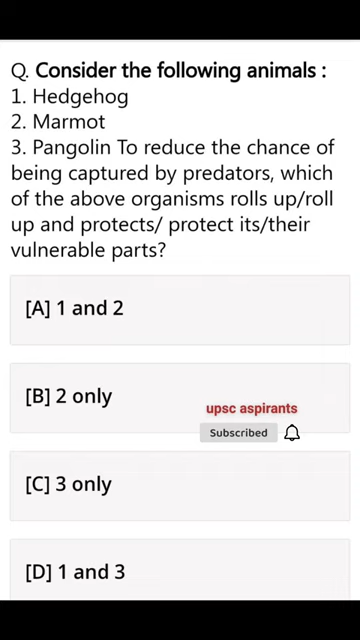 Q. Consider the following animals :
1. Hedgehog
2. Marmot
3. Pangolin To reduce the chance of
being captured by predators, which
of the above organisms rolls up/roll
up and protects/ protect its/their
vulnerable parts?
[A] 1 and 2
[B] 2 only
upsc aspirants
Subscribed
[C] 3 only
[D] 1 and 3